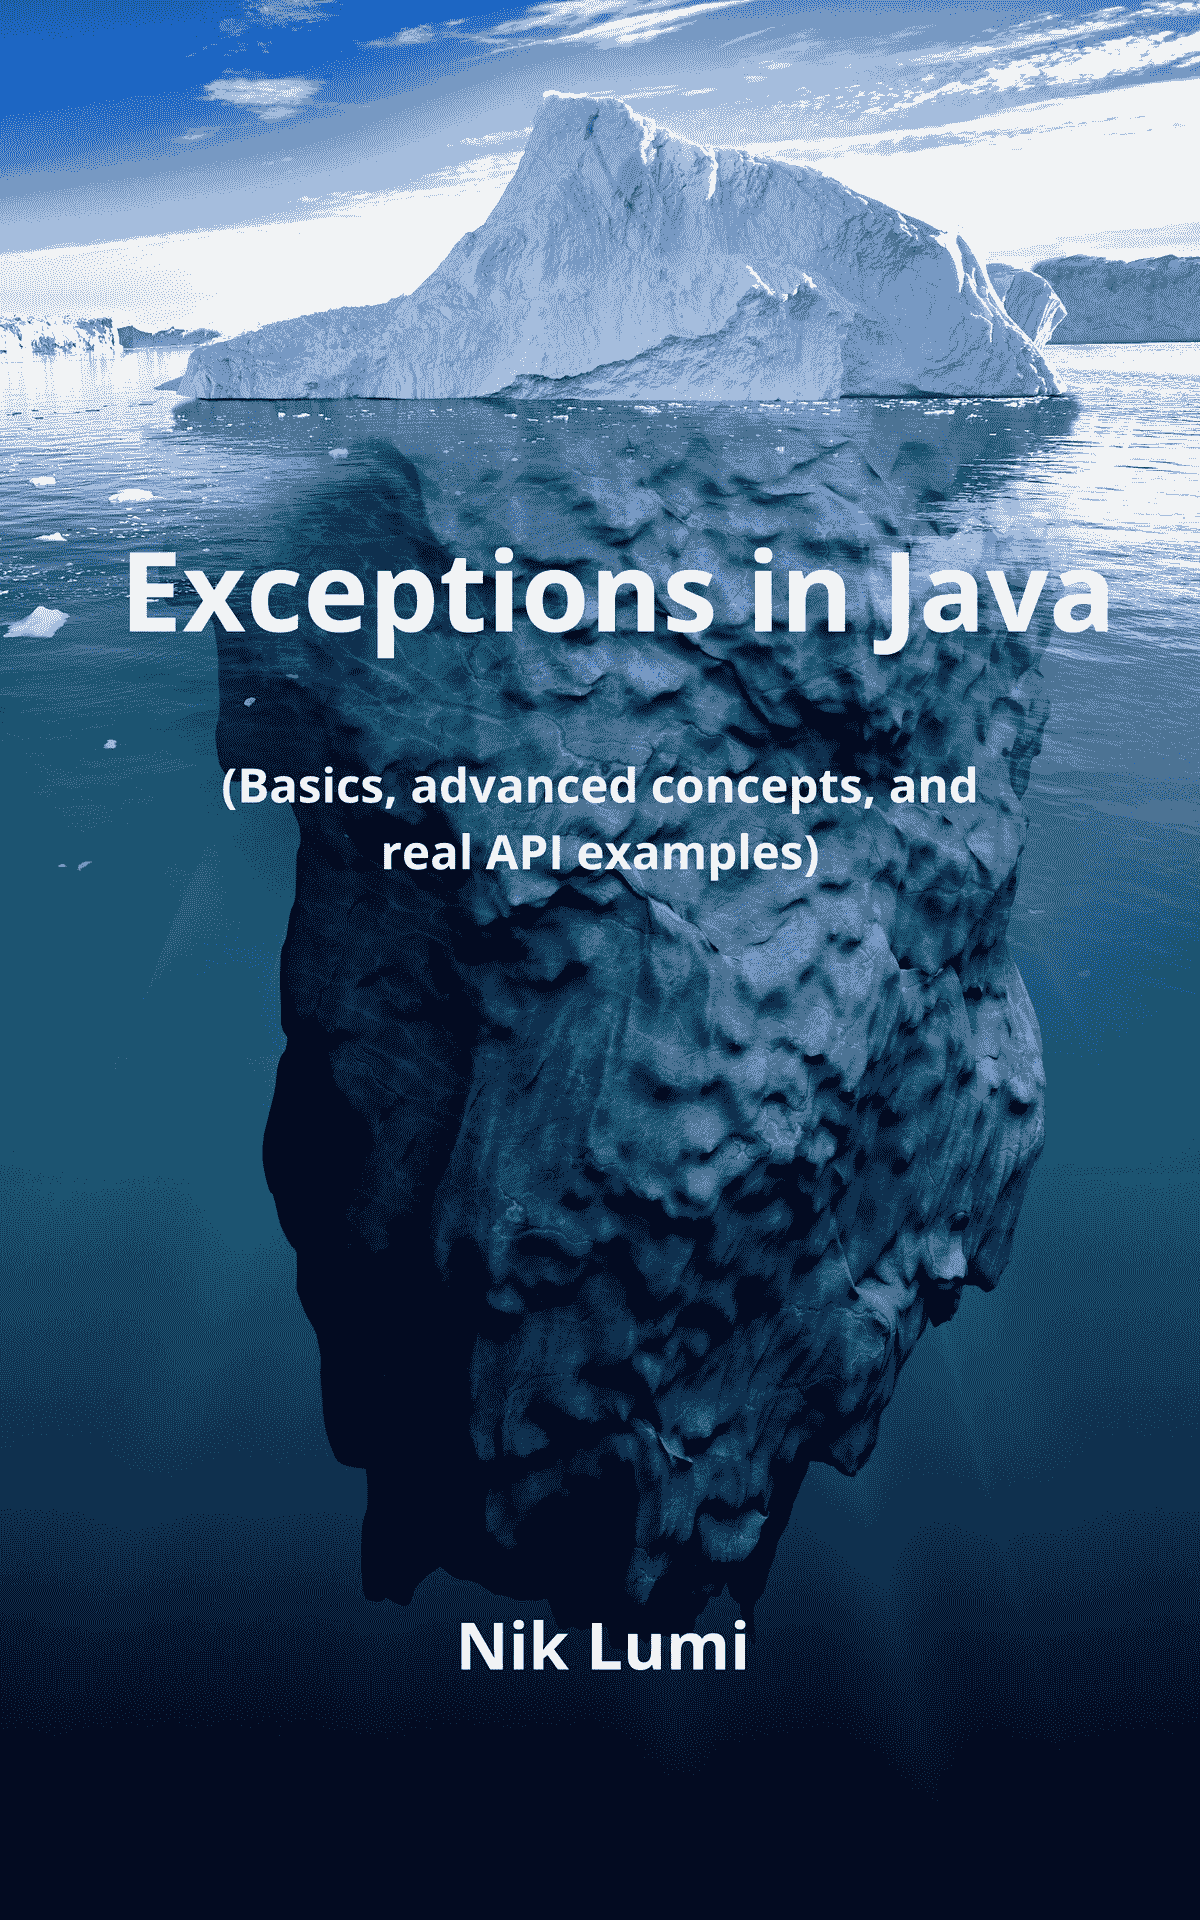 Exceptions in Java
(Basics, advanced concepts, and
real API examples)
Nik Lumi